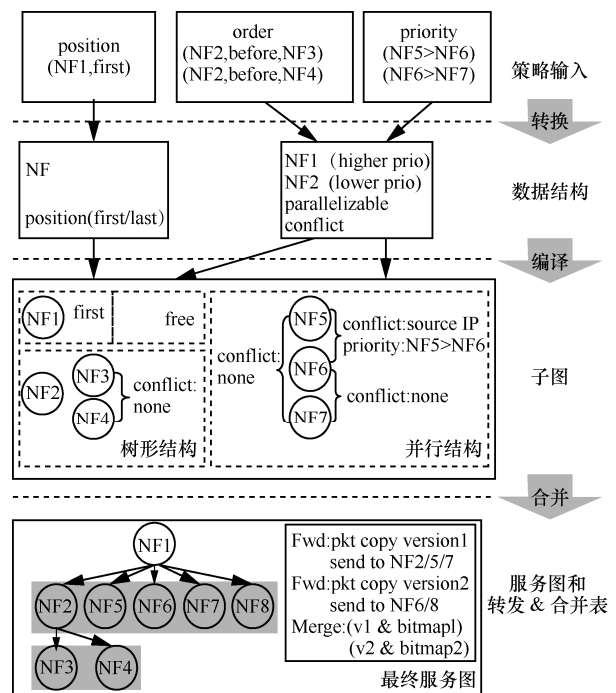 position
(NF1,first)
order
(NF2,before,NF3)
(NF2,before,NF4)
priority
(NF5>NF6)
(NF6>NF7)
策略输入
转换
NF
position(first/last)
NF1 (higher prio)
NF2 (lower prio)
parallelizable
conflict
数据结构
编译
NF1
first
free
NF2
NF3
NF4
conflict:
none
树形结构
conflict:
none
NF5
NF6
NF7
conflict:source IP
priority:NF5>NF6
conflict:none
并行结构
子图
合并
NF1
NF2
NF5
NF6
NF7
NF8
NF3
NF4
Fwd:pkt copy version1
send to NF2/5/7
Fwd:pkt copy version2
send to NF6/8
Merge:(v1 & bitmapl)
(v2 & bitmap2)
最终服务图
服务图和
转发 & 合并表